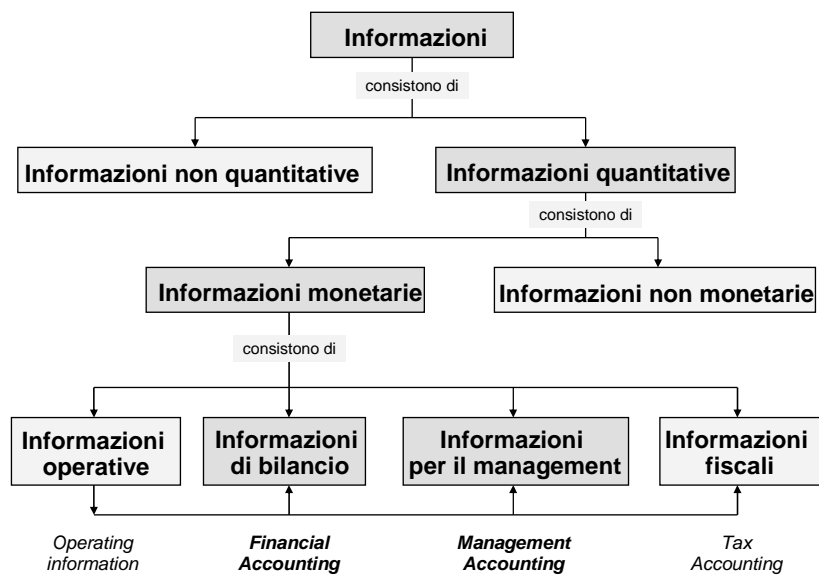 Informazioni
consistono di
Informazioni non quantitative
Informazioni quantitative
consistono di
Informazioni monetarie
Informazioni non monetarie
consistono di
Informazioni
operative
Informazioni
di bilancio
Informazioni
per il management
Informazioni
fiscali
Operating
information
Financial
Accounting
Management
Accounting
Tax
Accounting